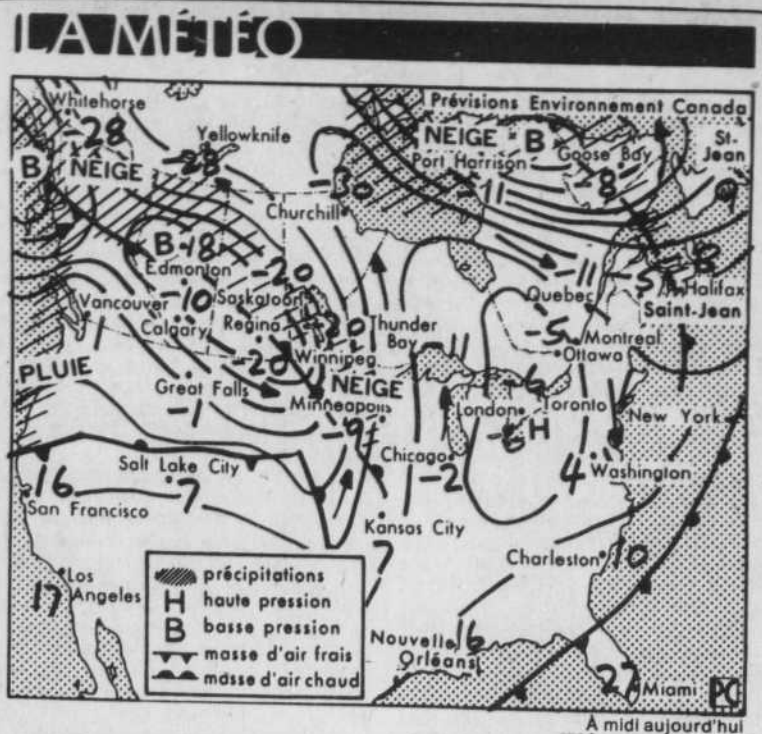 LA MÉTÉO
Prévisions Environnement Canada
Whitehorse
-28
Yellowknife
-28
B
NEIGE
NEIGE B
Port Harrison
-11
Goose Bay
-8
St-
Jean
9
-30
Churchill
B-18
Edmonton
-10
Vancouver
Calgary
-20
Saskatoon
Regina
-20
-20
Winnipeg
Thunder
Bay
-11
-11
Quebec
-5
Halifax
Saint-Jean
-5
Montreal
Ottawa
PLUIE
Great Falls
-1
NEIGE
Minneapolis
-9
London
-6
Toronto
H
New York
Chicago
-2
4
Washington
16
San Francisco
Salt Lake City
7
Kansas City
7
Charleston
10
17
Los
Angeles
précipitations
H haute pression
B basse pression
masse d'air frais
masse d'air chaud
Nouvelle
Orléans
16
27
Miami
PC
À midi aujourd'hui